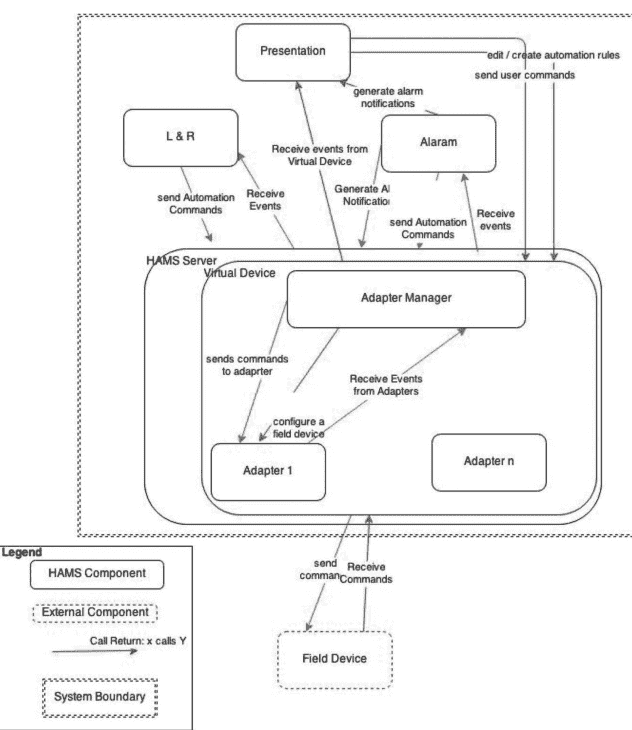 Presentation
edit / create automation rules
send user commands
generate alarm
notifications
L & R
Alaram
Receive events from
Virtual Device
send Automation
Commands
Receive
Events
Generate Al
Notification
send Automation
Commands
Receive
events
HAMS Server
Virtual Device
Adapter Manager
sends commands
to adaprter
Receive Events
from Adapters
configure a
field device
Adapter 1
Adapter n
Legend
HAMS Component
External Component
Call Return: x calls Y
System Boundary
send
comman
Receive
Commands
Field Device